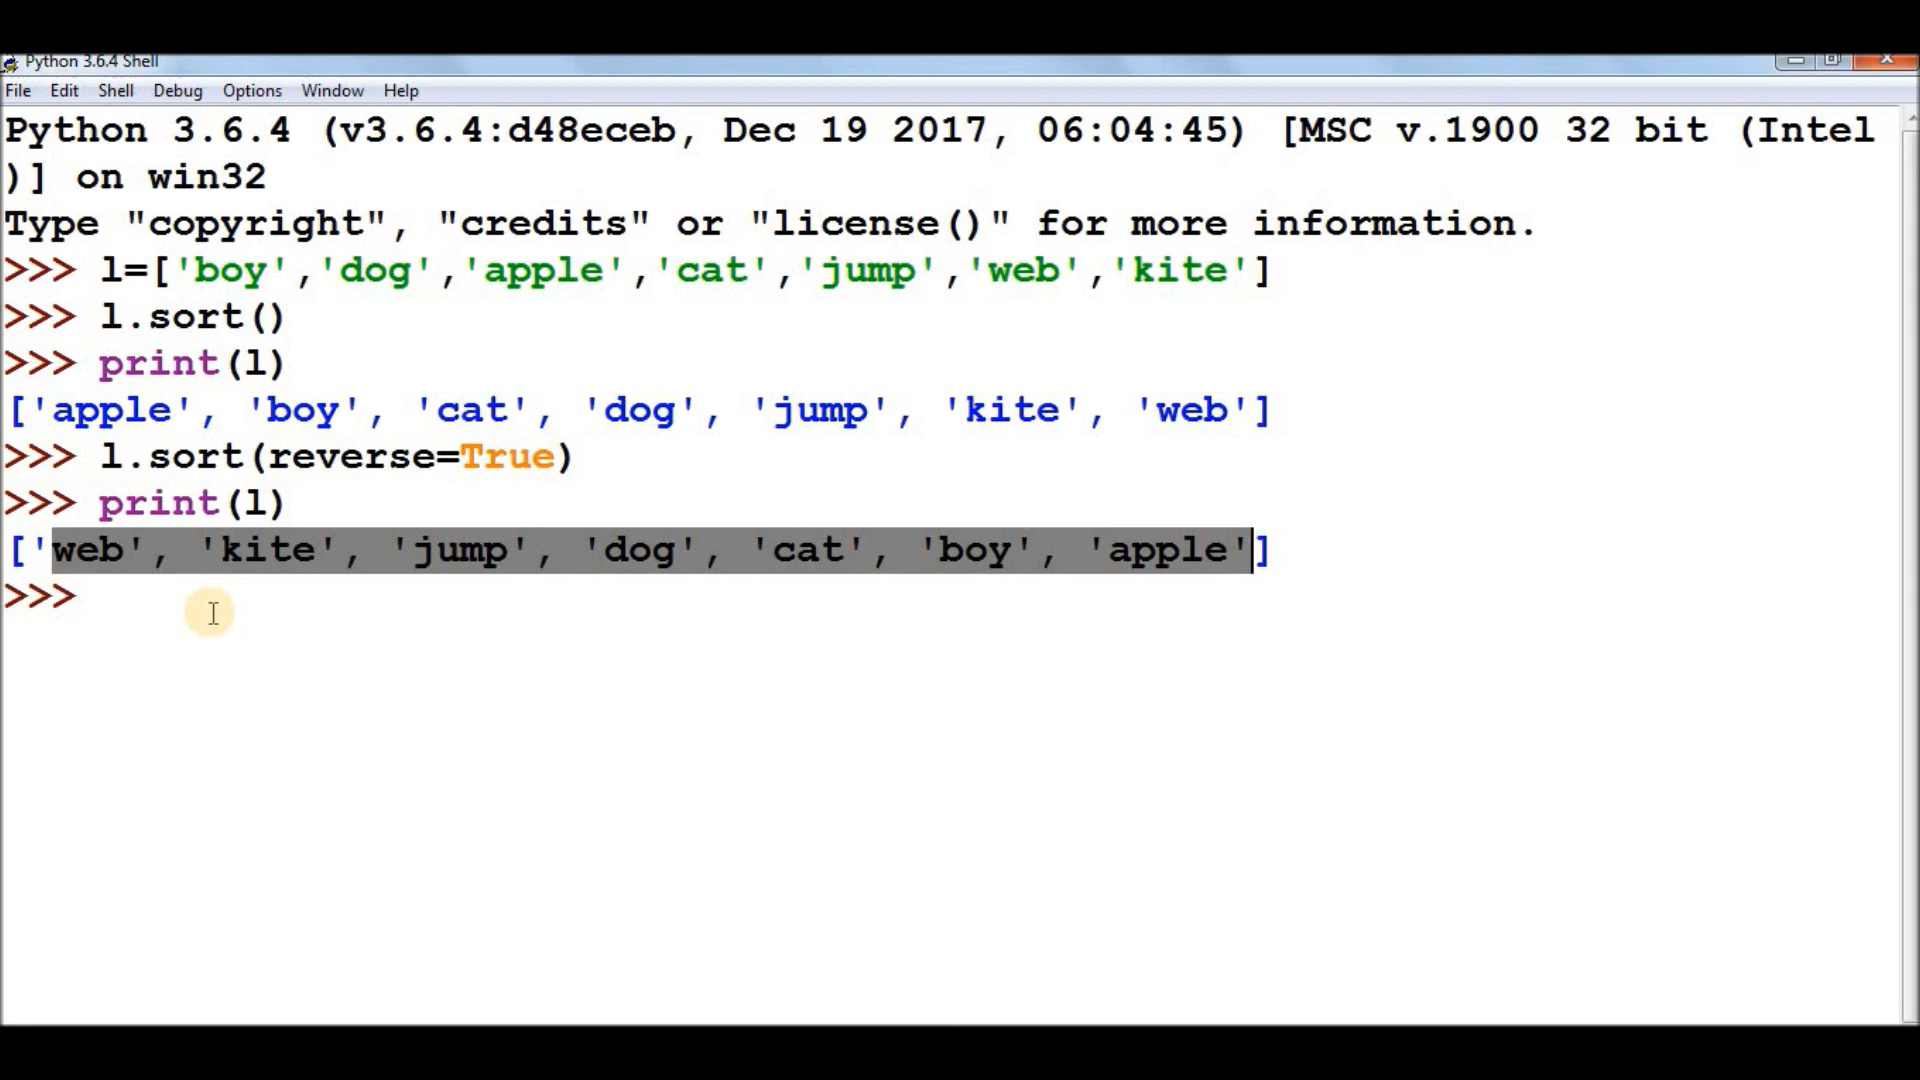 Python 3.6.4 Shell
File Edit Shell Debug Options Window Help
Python 3.6.4 (v3.6.4:d48eceb, Dec 19 2017, 06:04:45) [MSC v.1900 32 bit (Intel
)] on win32
Type "copyright", "credits" or "license()" for more information.
>>> l=['boy','dog','apple','cat','jump','web','kite']
>>> l.sort()
>>> print(l)
['apple', 'boy', 'cat', 'dog', 'jump', 'kite', 'web']
>>> l.sort(reverse=True)
>>> print(l)
['web', 'kite', 'jump', 'dog', 'cat', 'boy', 'apple']
>>>